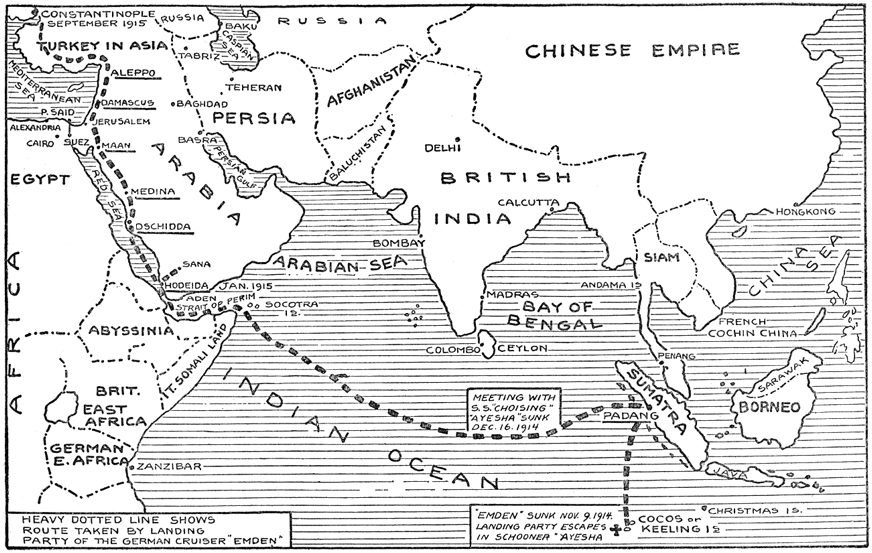 CONSTANTINOPLE
SEPTEMBER 1915
RUSSIA
RUSSIA
BAKU
CASPIAN
SEA
TURKEY IN ASIA
TABRIZ
CHINESE EMPIRE
MEDITERRANEAN
SEA
ALEPPO
TEHERAN
AFGHANISTAN
DAMASCUS
BAGHDAD
P. SAID
PERSIA
ALEXANDRIA
JERUSALEM
CAIRO
SUEZ
MAAN
BASRA
PERSIAN
GULF
BALUCHISTAN
DELHI
EGYPT
ARABIA
BRITISH
INDIA
RED
SEA
MEDINA
CALCUTTA
HONGKONG
DSCHIDDA
BOMBAY
SANA
ARABIAN-SEA
SIAM
CHINA SEA
HODEIDA
JAN. 1915
ANDAMA IS
ADEN
STRAIT OF PERIM
SOCOTRA
IS.
MADRAS
BAY OF
BENGAL
ABYSSINIA
FRENCH-
COCHIN CHINA
IT. SOMALI LAND
COLOMBO
CEYLON
PENANG
AFRICA
INDIAN
OCEAN
SUMATRA
SARAWAK
BORNEO
BRIT.
EAST
AFRICA
MEETING WITH
S.S."CHOISING"
"AYESHA" SUNK
DEC. 16. 1914
PADANG
GERMAN
E. AFRICA
ZANZIBAR
JAVA
HEAVY DOTTED LINE SHOWS
ROUTE TAKEN BY LANDING
PARTY OF THE GERMAN CRUISER "EMDEN"
"EMDEN" SUNK NOV. 9. 1914.
LANDING PARTY ESCAPES
IN SCHOONER "AYESHA
CHRISTMAS IS.
COCOS OR
KEELING IS